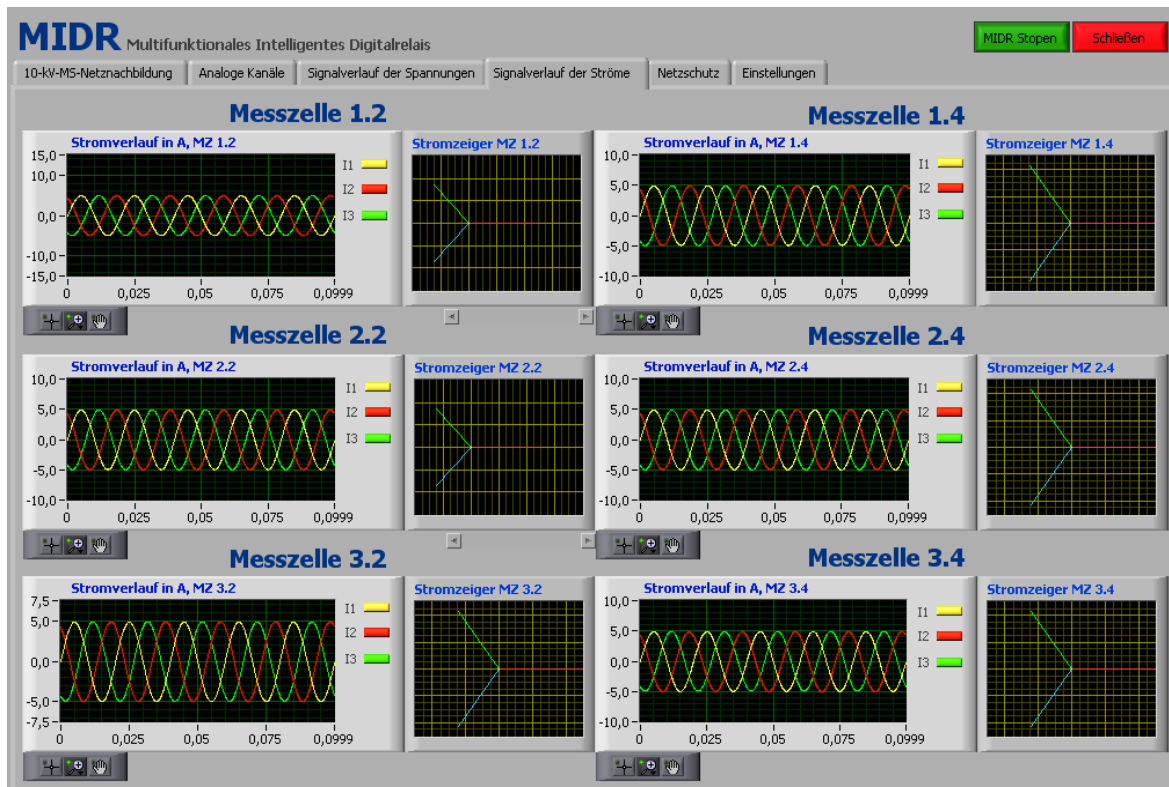 MIDR Multifunktionales Intelligentes Digitalrelais
MIDR Stopen
Schließen
10-kV-MS-Netznachbildung
Analoge Kanäle
Signalverlauf der Spannungen
Signalverlauf der Ströme
Netzschutz
Einstellungen
Messzelle 1.2
Stromverlauf in A, MZ 1.2
15,0
10,0
0,0
-10,0
-15,0
0 0,025 0,05 0,075 0,0999
I1
I2
I3
Stromzeiger MZ 1.2
Messzelle 1.4
Stromverlauf in A, MZ 1.4
10,0
5,0
0,0
-5,0
-10,0
0 0,025 0,05 0,075 0,0999
I1
I2
I3
Stromzeiger MZ 1.4
Messzelle 2.2
Stromverlauf in A, MZ 2.2
10,0
5,0
0,0
-5,0
-10,0
0 0,025 0,05 0,075 0,0999
I1
I2
I3
Stromzeiger MZ 2.2
Messzelle 2.4
Stromverlauf in A, MZ 2.4
10,0
5,0
0,0
-5,0
-10,0
0 0,025 0,05 0,075 0,0999
I1
I2
I3
Stromzeiger MZ 2.4
Messzelle 3.2
Stromverlauf in A, MZ 3.2
7,5
5,0
0,0
-5,0
-7,5
0 0,025 0,05 0,075 0,0999
I1
I2
I3
Stromzeiger MZ 3.2
Messzelle 3.4
Stromverlauf in A, MZ 3.4
10,0
5,0
0,0
-5,0
-10,0
0 0,025 0,05 0,075 0,0999
I1
I2
I3
Stromzeiger MZ 3.4